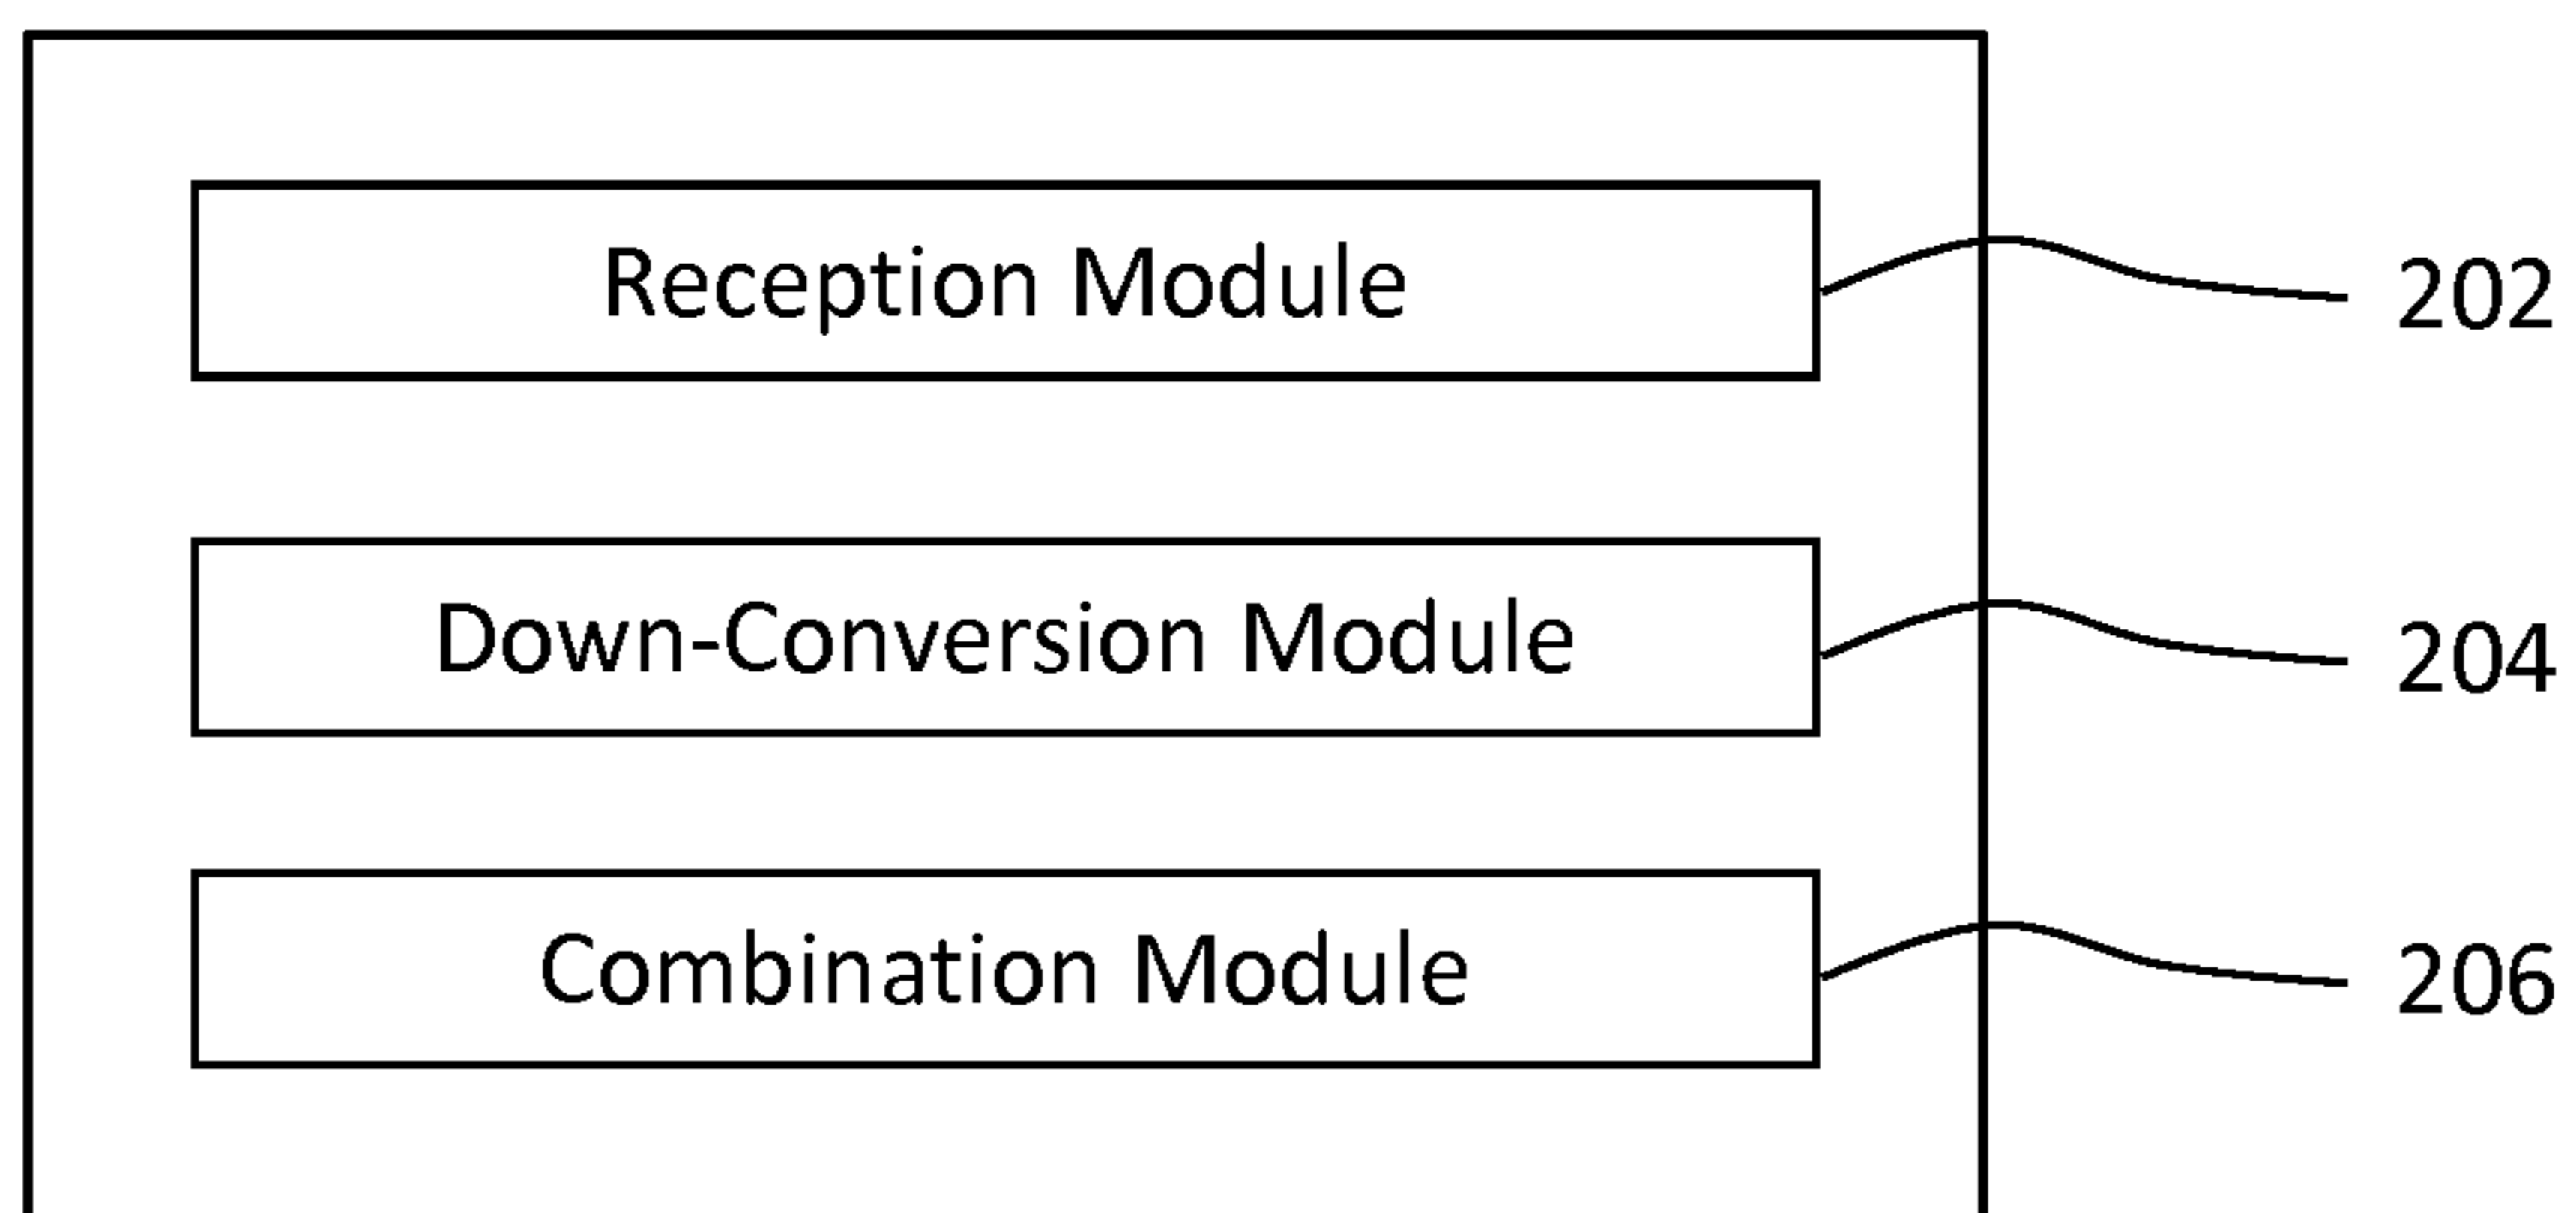 Reception Module
202
Down-Conversion Module
204
Combination Module
206